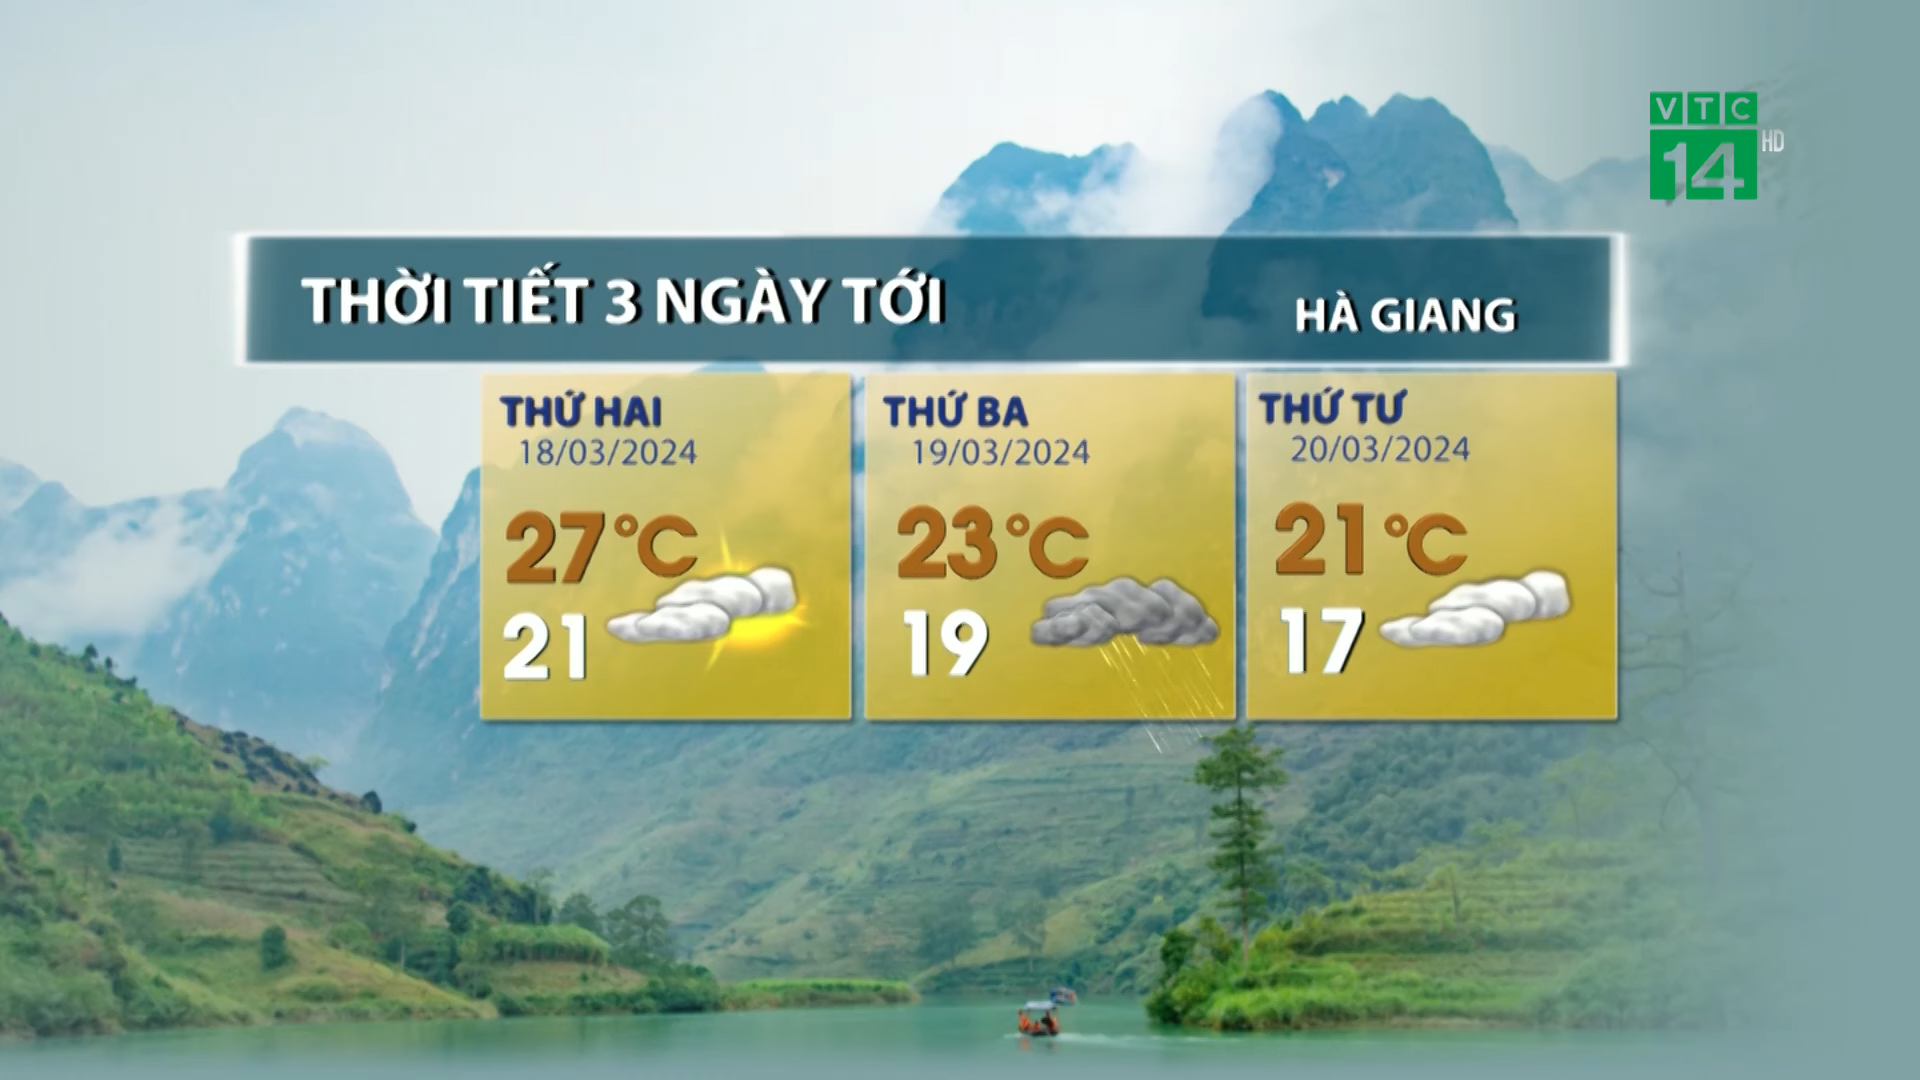 VTC
14 HD
THỜI TIẾT 3 NGÀY TỚI
HÀ GIANG
THỨ HAI
18/03/2024
27°C
21
THỨ BA
19/03/2024
23°C
19
THỨ TƯ
20/03/2024
21°C
17